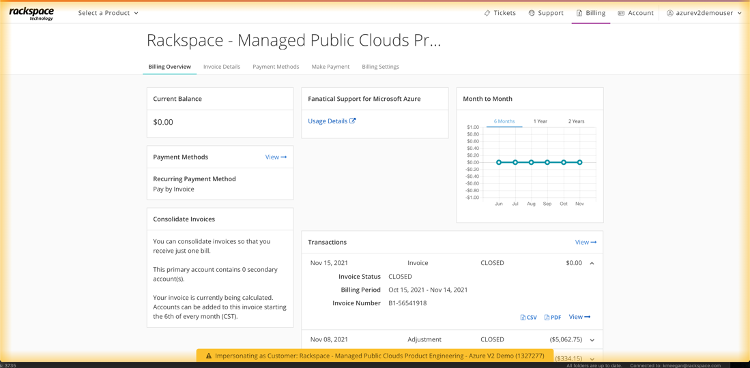 rackspace technology
Select a Product
Tickets
Support
Billing
Account
azurev2demouser
Rackspace - Managed Public Clouds Pr...
Billing Overview
Invoice Details
Payment Methods
Make Payment
Billing Settings
Current Balance
$0.00
Payment Methods
View
Recurring Payment Method
Pay by Invoice
Consolidate Invoices
You can consolidate invoices so that you
receive just one bill.
This primary account contains 0 secondary
account(s).
Your invoice is currently being calculated.
Accounts can be added to this invoice starting
the 6th of every month (CST).
Fanatical Support for Microsoft Azure
Usage Details
Month to Month
6 Months
1 Year
2 Years
$1.00
$0.80
$0.60
$0.40
$0.20
$0.00
-$0.20
-$0.40
-$0.60
-$0.80
-$1.00
Jun Jul Aug Sep Oct Nov
Transactions
View
Nov 15, 2021 Invoice CLOSED $0.00
Invoice Status CLOSED
Billing Period Oct 15, 2021 - Nov 14, 2021
Invoice Number B1-56541918
CSV PDF View
Nov 08, 2021 Adjustment CLOSED ($5,062.75)
($334.15)
Impersonating as Customer: Rackspace - Managed Public Clouds Product Engineering - Azure V2 Demo (1327277)
All folders are up to date.